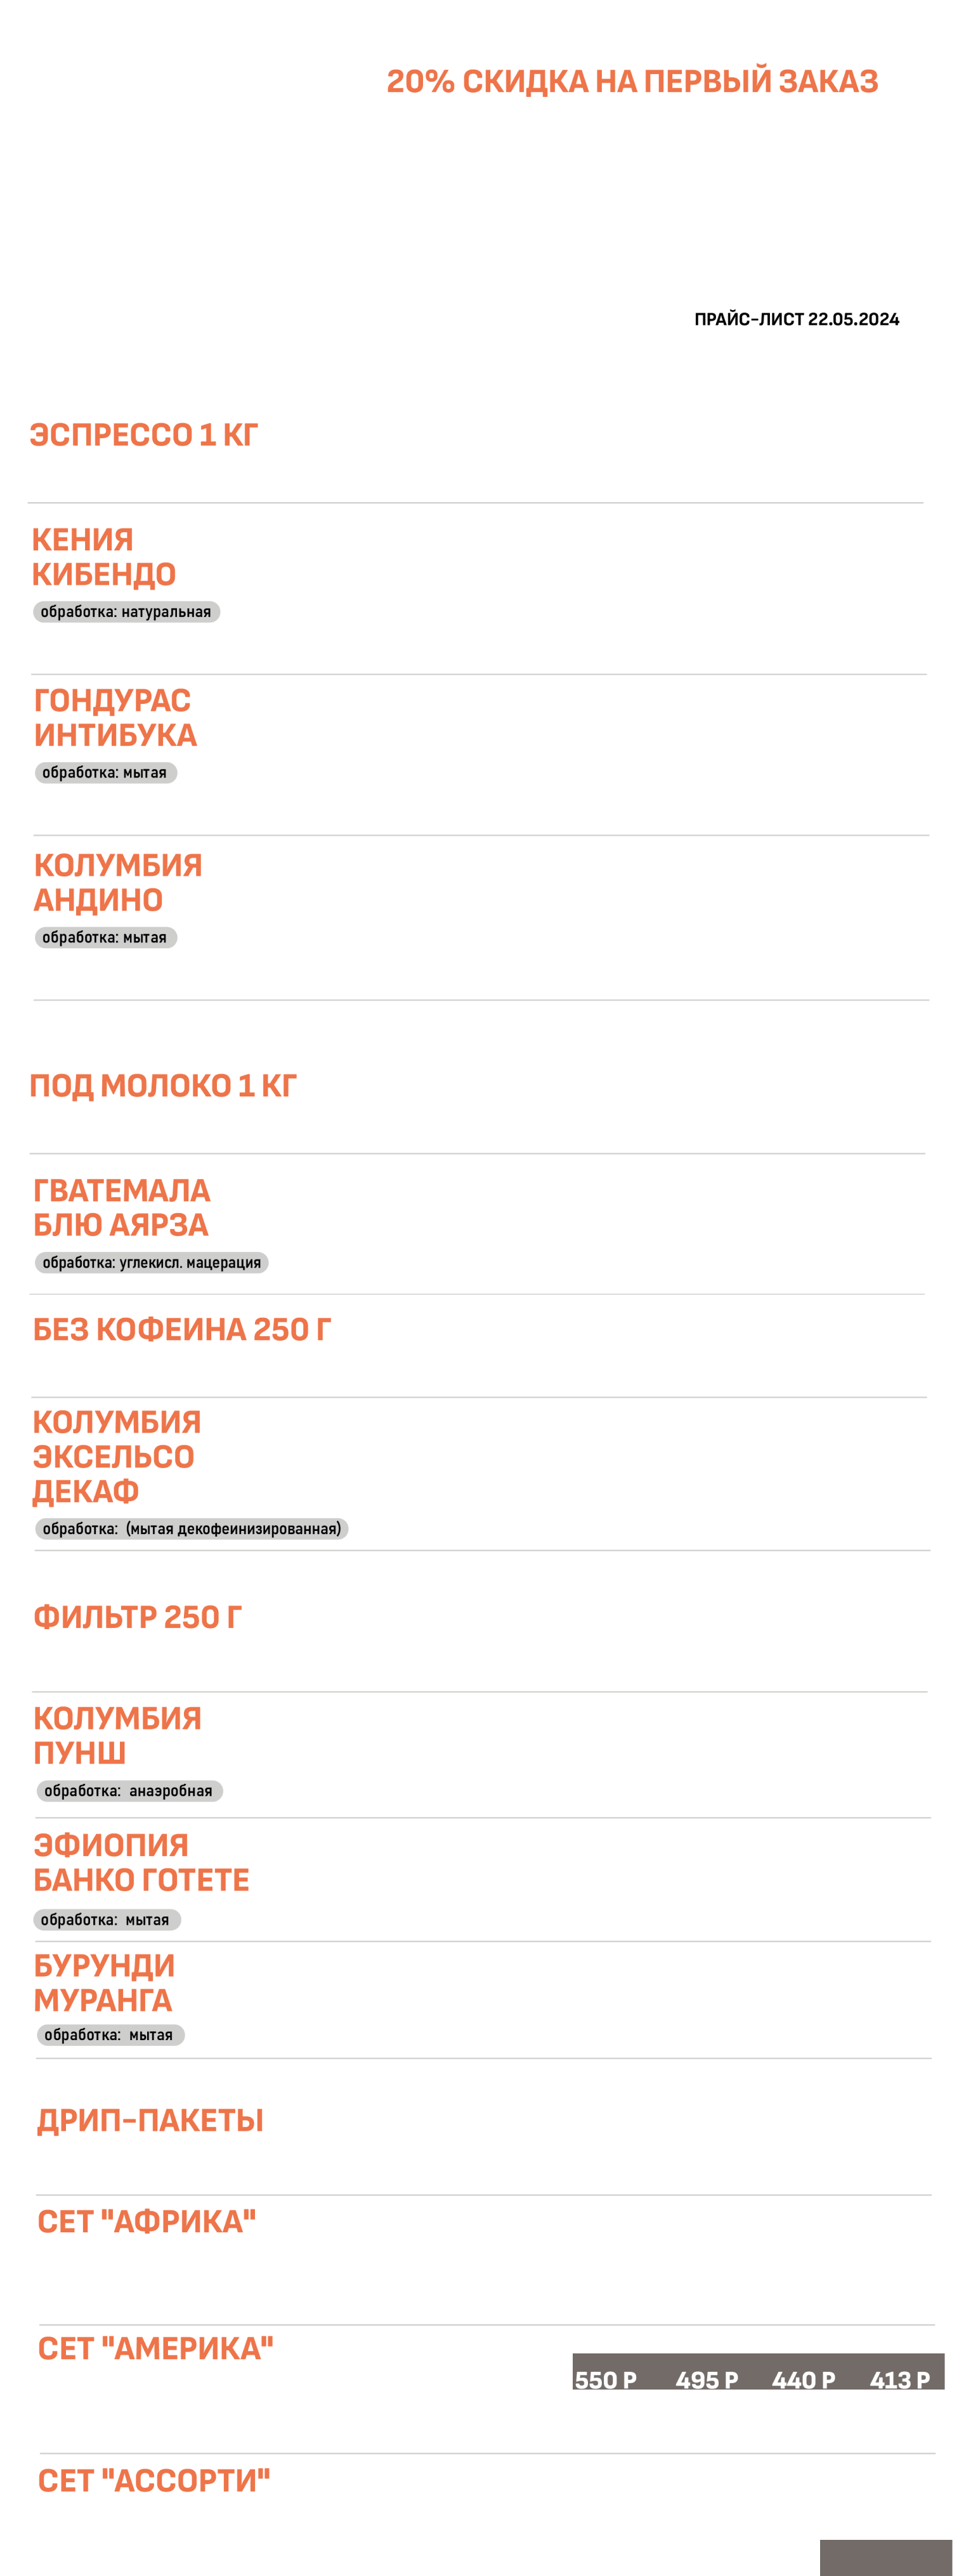 20% СКИДКА НА ПЕРВЫЙ ЗАКАЗ
ПРАЙС-ЛИСТ 22.05.2024
ЭСПРЕССО 1 КГ
КЕНИЯ
КИБЕНДО
обработка: натуральная
ГОНДУРАС
ИНТИБУКА
обработка: мытая
КОЛУМБИЯ
АНДИНО
обработка: мытая
ПОД МОЛОКО 1 КГ
ГВАТЕМАЛА
БЛЮ АЯРЗА
обработка: углекисл. мацерация
БЕЗ КОФЕИНА 250 Г
КОЛУМБИЯ
ЭКСЕЛЬСО
ДЕКАФ
обработка: (мытая декофеинизированная)
ФИЛЬТР 250 Г
КОЛУМБИЯ
ПУНШ
обработка: анаэробная
ЭФИОПИЯ
БАНКО ГОТЕТЕ
обработка: мытая
БУРУНДИ
МУРАНГА
обработка: мытая
ДРИП-ПАКЕТЫ
СЕТ "АФРИКА"
СЕТ "АМЕРИКА"
550 Р 495 Р 440 Р 413 Р
СЕТ "АССОРТИ"